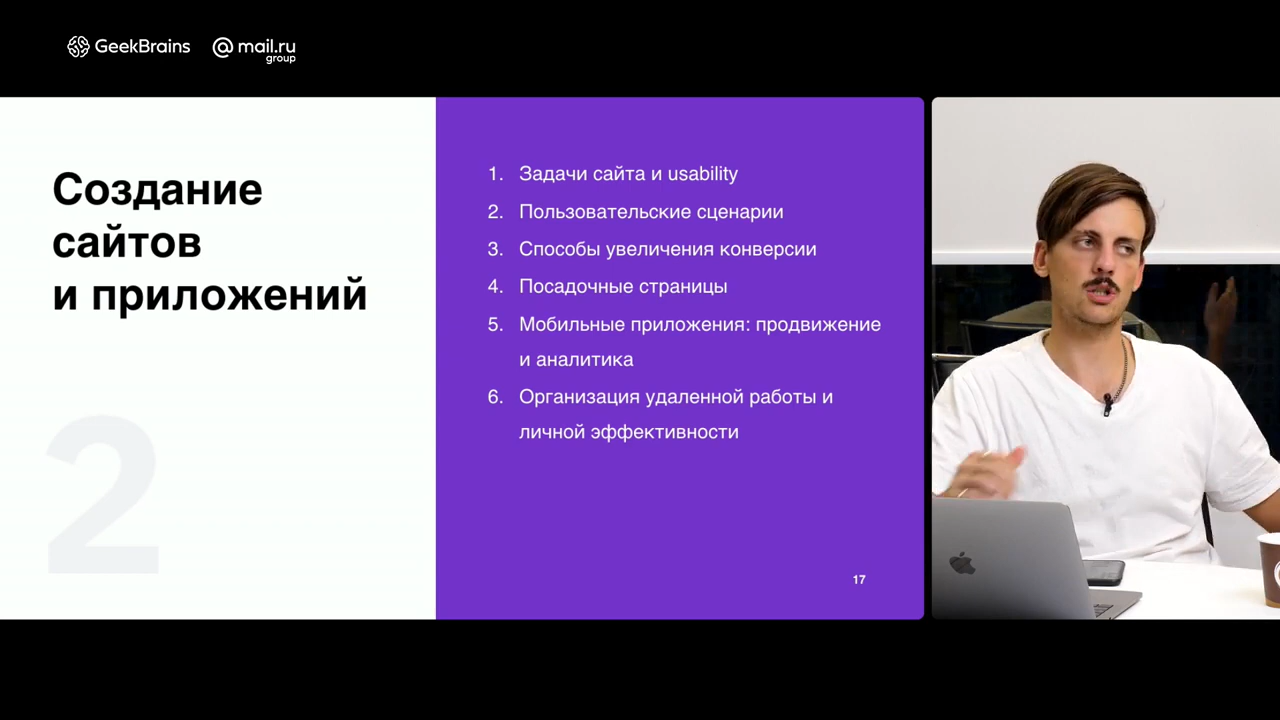 GeekBrains @mail.ru group
Создание
сайтов
и приложений
2
1. Задачи сайта и usability
2. Пользовательские сценарии
3. Способы увеличения конверсии
4. Посадочные страницы
5. Мобильные приложения: продвижение
и аналитика
6. Организация удаленной работы и
личной эффективности
17